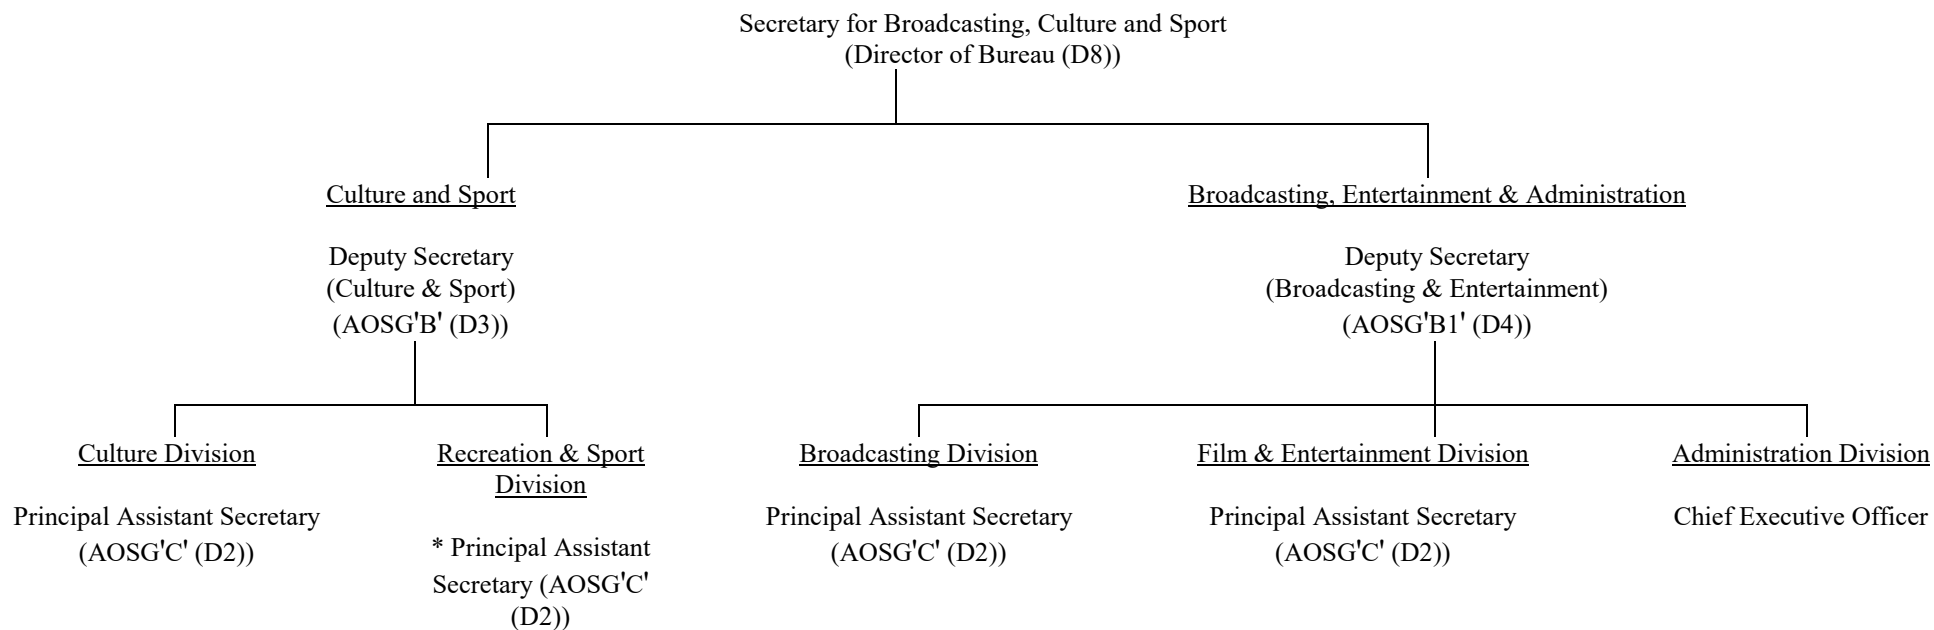 Secretary for Broadcasting, Culture and Sport
(Director of Bureau (D8))
Culture and Sport
Deputy Secretary
(Culture & Sport)
(AOSG'B' (D3))
Broadcasting, Entertainment & Administration
Deputy Secretary
(Broadcasting & Entertainment)
(AOSG'B1' (D4))
Culture Division
Principal Assistant Secretary
(AOSG'C' (D2))
Recreation & Sport
Division
* Principal Assistant
Secretary (AOSG'C'
(D2))
Broadcasting Division
Principal Assistant Secretary
(AOSG'C' (D2))
Film & Entertainment Division
Principal Assistant Secretary
(AOSG'C' (D2))
Administration Division
Chief Executive Officer